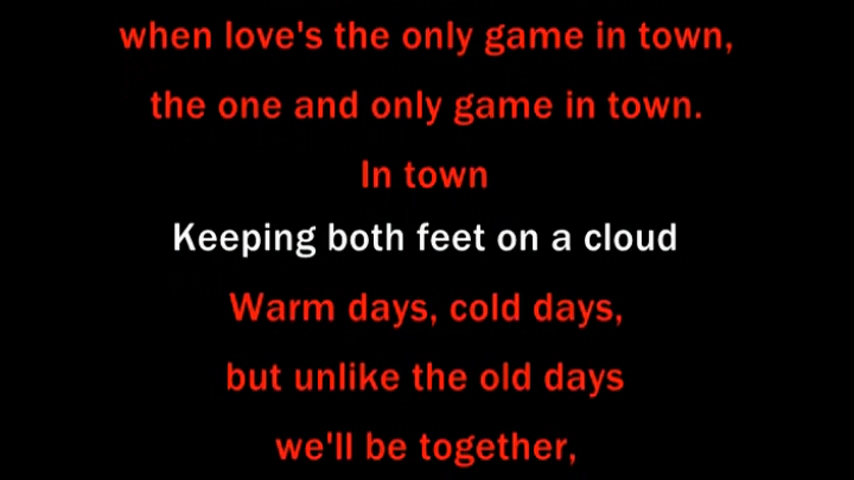 when love's the only game in town,
the one and only game in town.
In town
Keeping both feet on a cloud
Warm days, cold days,
but unlike the old days
we'll be together,